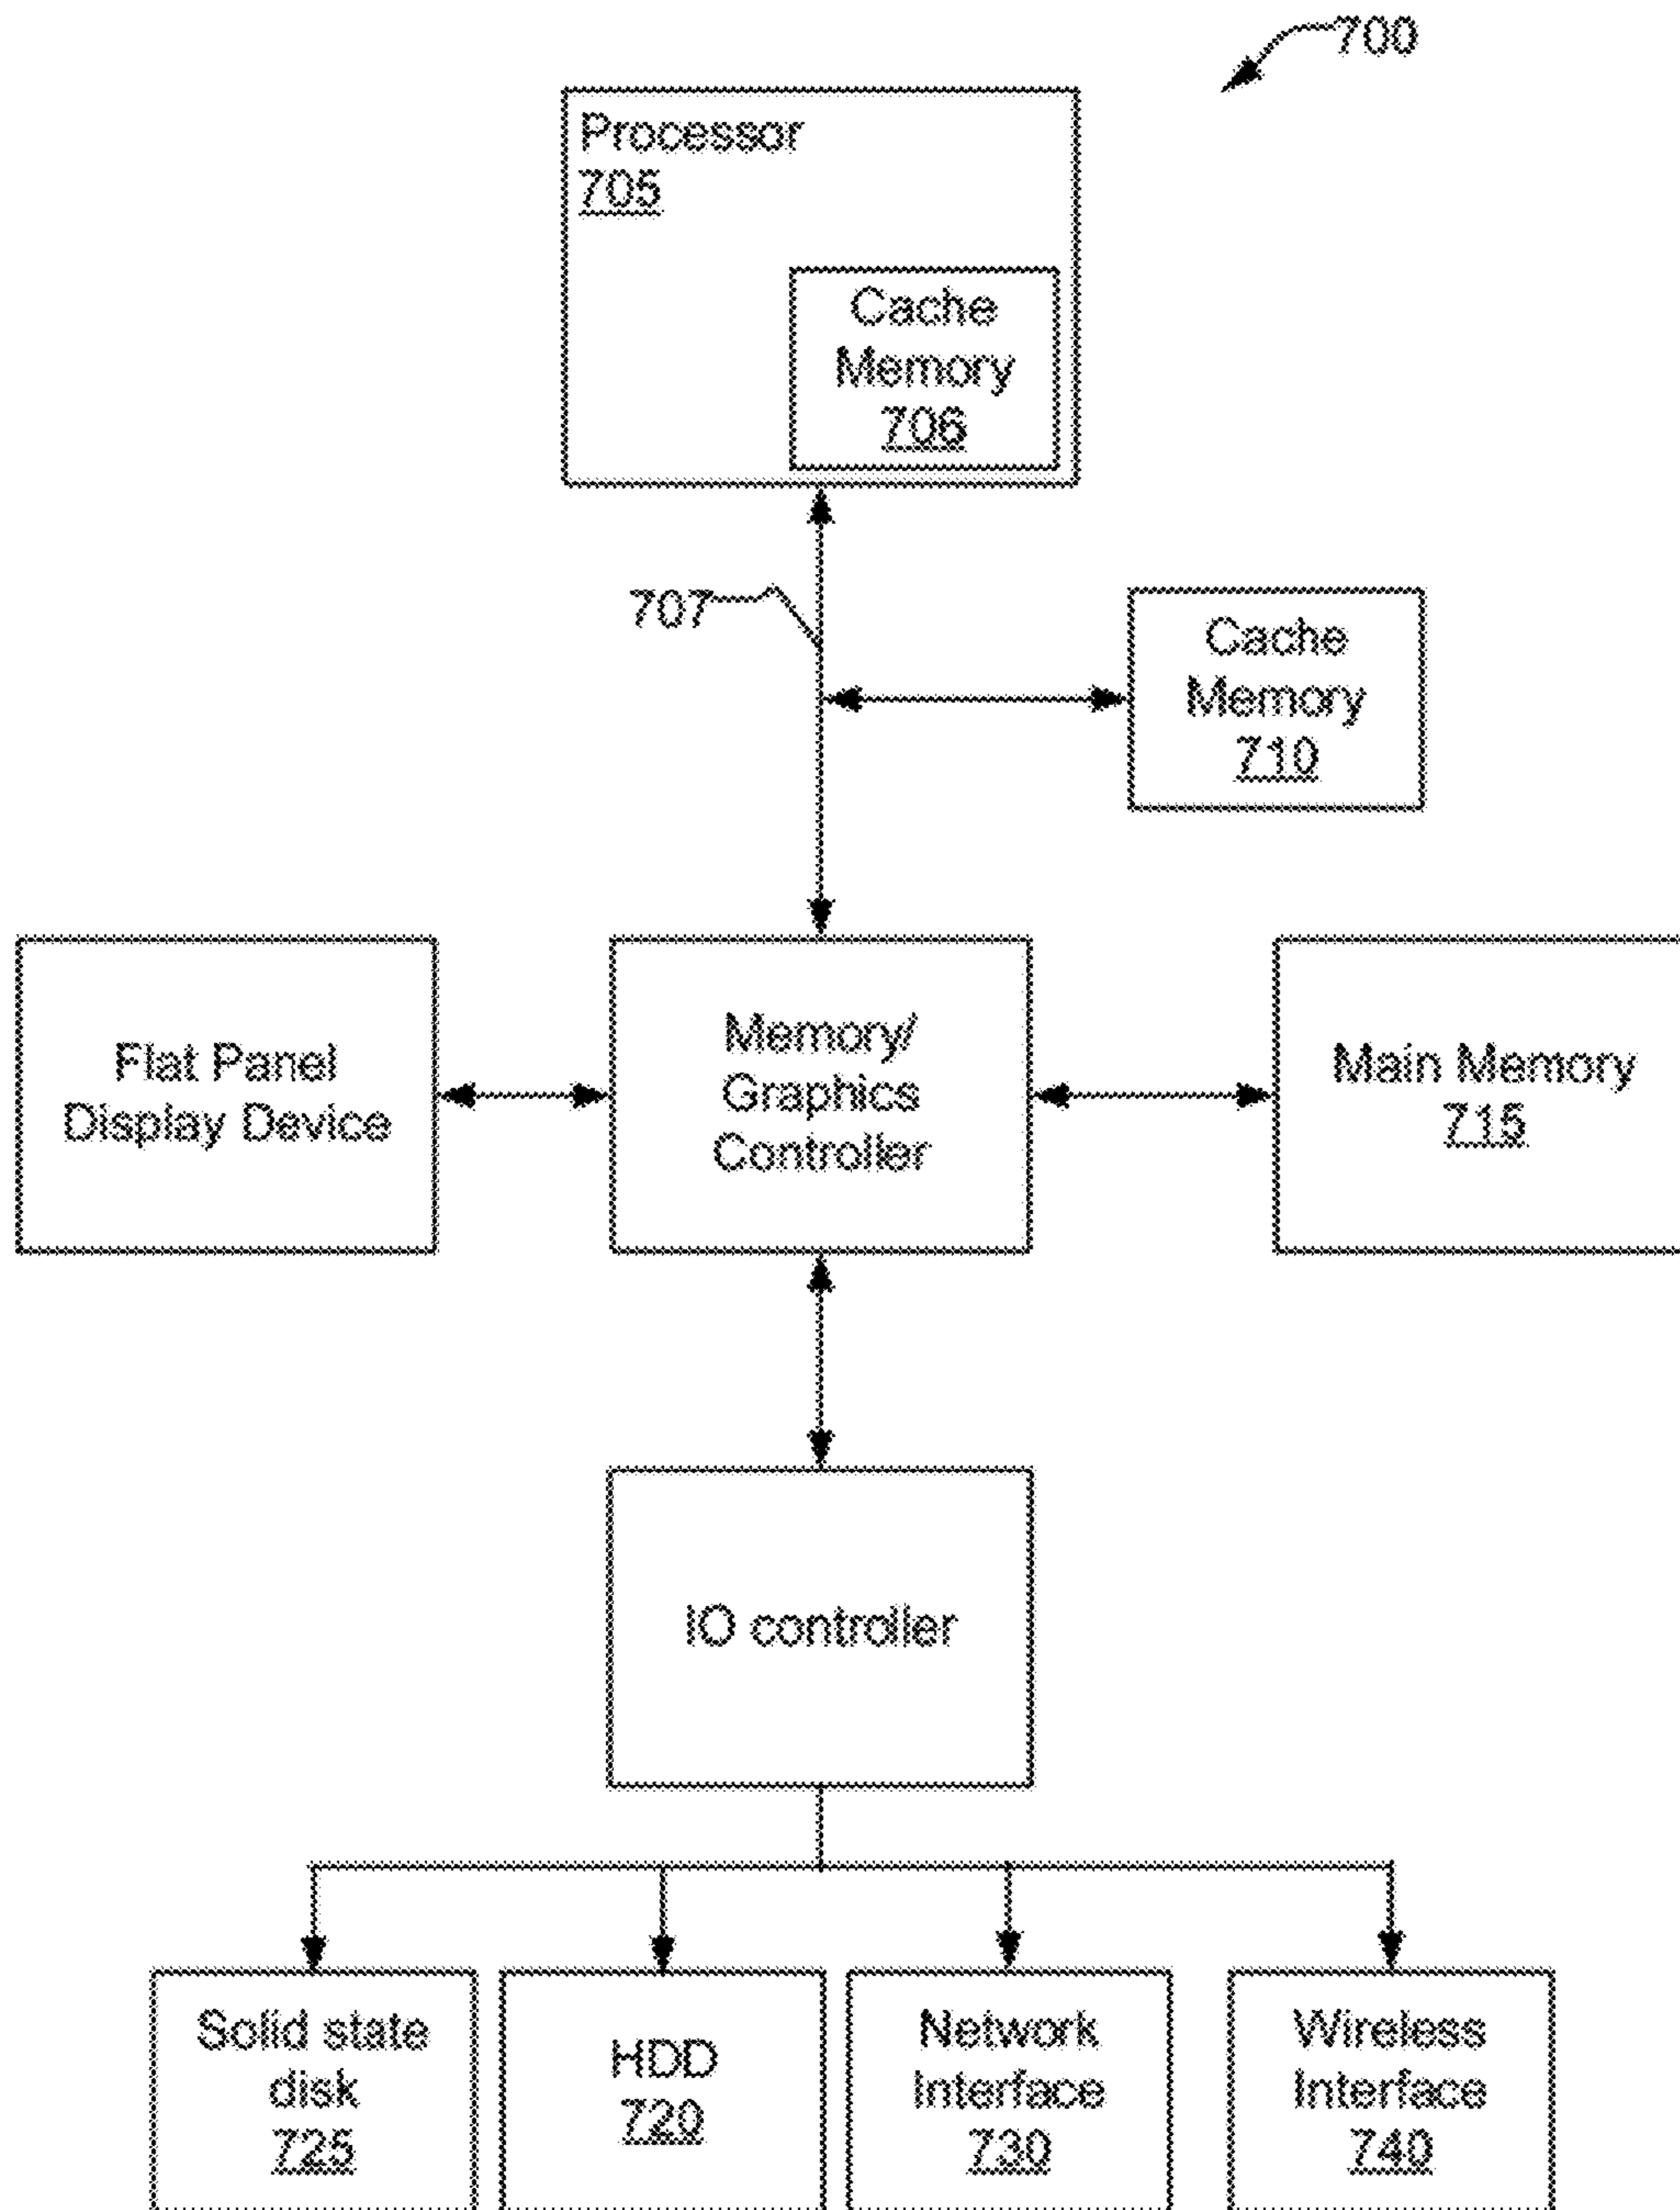 700
Processor
705
Cache
Memory
706
707
Cache
Memory
710
Flat Panel
Display Device
Memory/
Graphics
Controller
Main Memory
715
IO controller
Solid state
disk
725
HDD
720
Network
Interface
730
Wireless
Interface
740